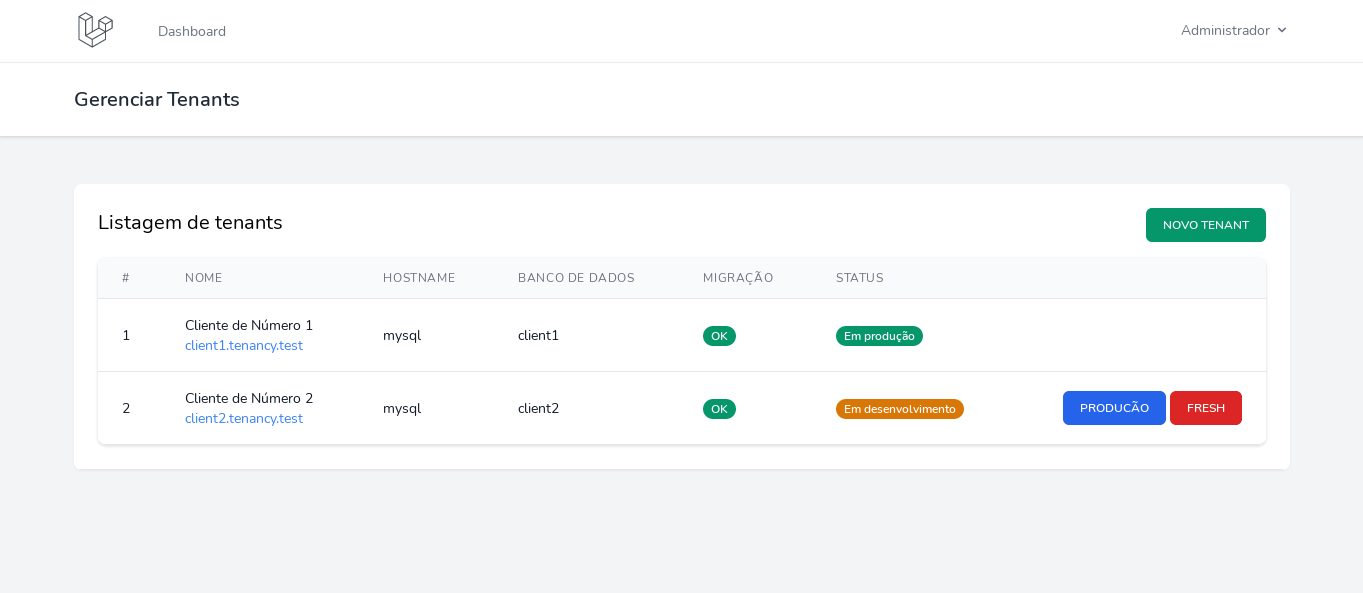 Dashboard
Administrador
Gerenciar Tenants
Listagem de tenants
NOVO TENANT
# NOME HOSTNAME BANCO DE DADOS MIGRAÇÃO STATUS
1 Cliente de Número 1 mysql client1 OK Em produção
client1.tenancy.test
2 Cliente de Número 2 mysql client2 OK Em desenvolvimento PRODUCÃO FRESH
client2.tenancy.test